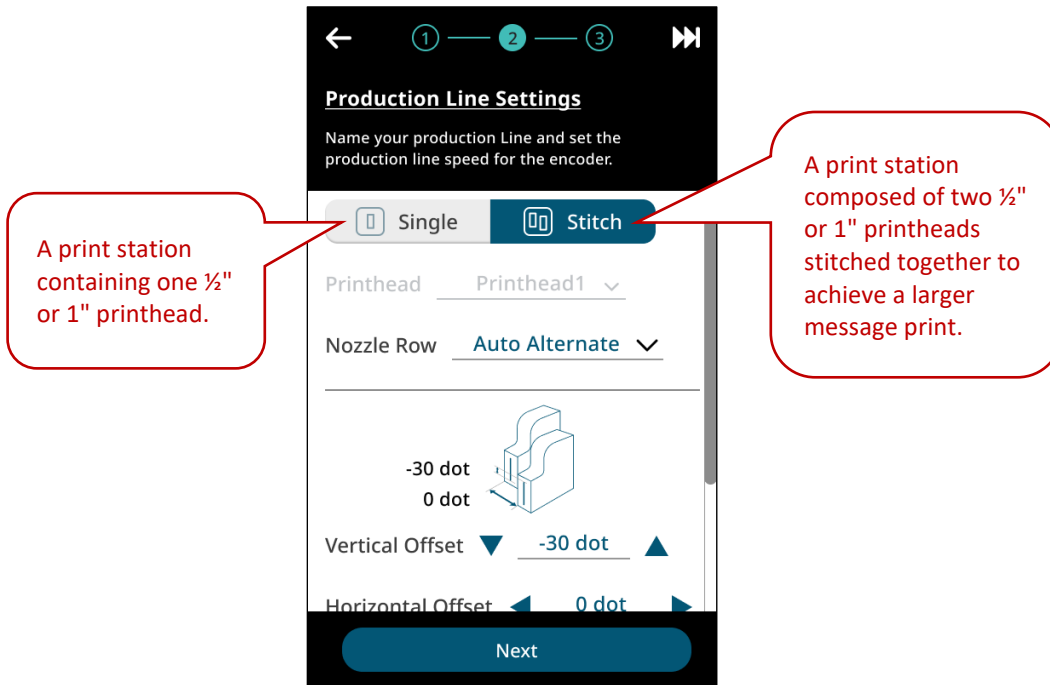 1 2 3
Production Line Settings
Name your production Line and set the
production line speed for the encoder.
A print station
containing one ½"
or 1" printhead.
Single Stitch
A print station
composed of two ½"
or 1" printheads
stitched together to
achieve a larger
message print.
Printhead Printhead1
Nozzle Row Auto Alternate
-30 dot
0 dot
Vertical Offset -30 dot
Horizontal Offset 0 dot
Next